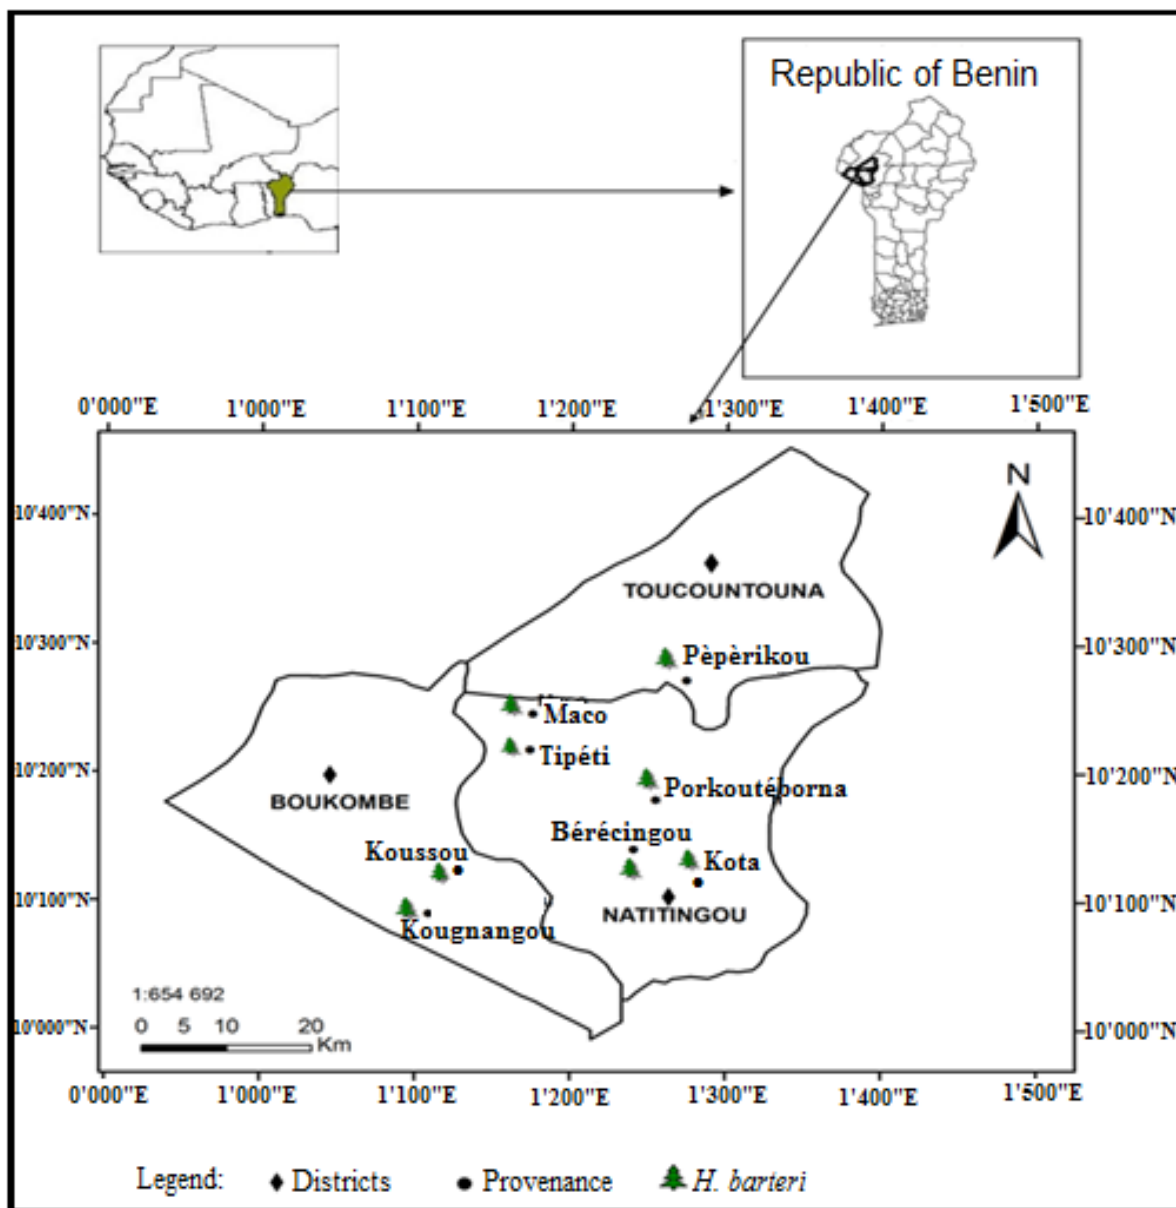 Republic of Benin
0'000"E 1'000"E 1'100"E 1'200"E 1'300"E 1'400"E 1'500"E
N
10'400"N 10'400"N
TOUCOUNTOUNA
10'300"N 10'300"N
Pèpèrikou
Maco
Tipéti
10'200"N 10'200"N
BOUKOMBE
Porkoutéborna
Bérécingou
Koussou
Kota
10'100"N 10'100"N
NATITINGOU
Kougnangou
1:654 692
10'000"N 10'000"N
0 5 10 20
Km
0'000"E 1'000"E 1'100"E 1'200"E 1'300"E 1'400"E 1'500"E
Legend: Districts Provenance H. barteri